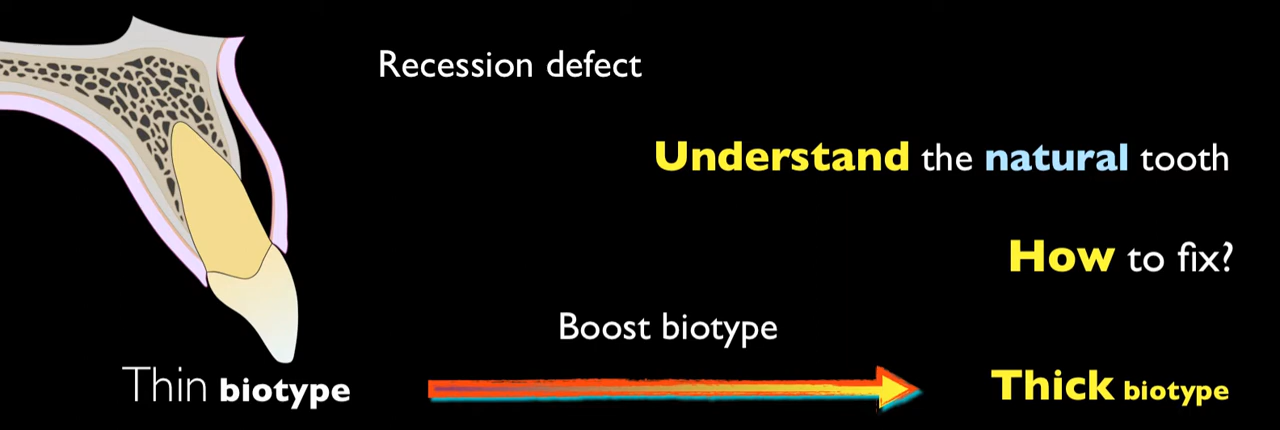 Recession defect
Understand the natural tooth
How to fix?
Boost biotype
Thin biotype
Thick biotype